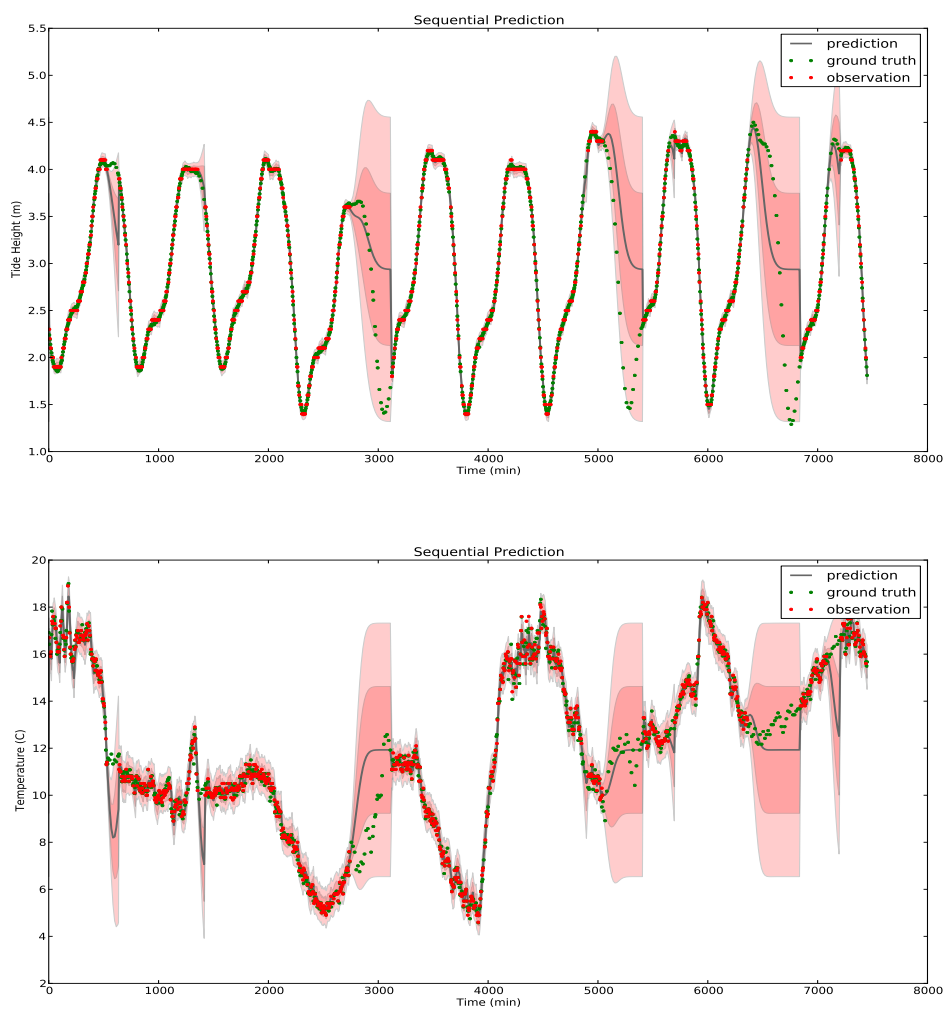 Sequential Prediction
5.5
5.0
4.5
4.0
3.5
3.0
2.5
2.0
1.5
1.0
Tide Height (m)
prediction
ground truth
observation
0 1000 2000 3000 4000 5000 6000 7000 8000
Time (min)
Sequential Prediction
20
18
16
14
12
10
8
6
4
2
Temperature (C)
prediction
ground truth
observation
0 1000 2000 3000 4000 5000 6000 7000 8000
Time (min)